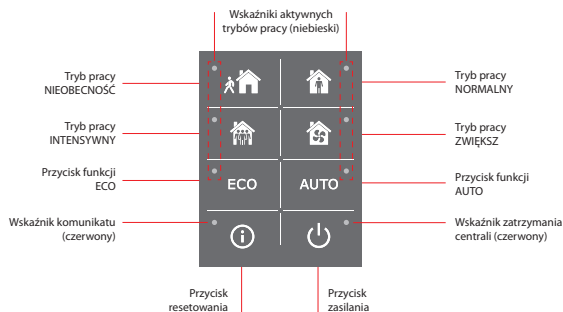 Wskaźniki aktywnych
trybów pracy (niebieski)
Tryb pracy
NIEOBECNOŚĆ
Tryb pracy
NORMALNY
Tryb pracy
INTENSYWNY
Tryb pracy
ZWIĘKSZ
Przycisk funkcji
ECO
ECO
AUTO
Przycisk funkcji
AUTO
Wskaźnik komunikatu
(czerwony)
Wskaźnik zatrzymania
centrali (czerwony)
Przycisk
resetowania
Przycisk
zasilania